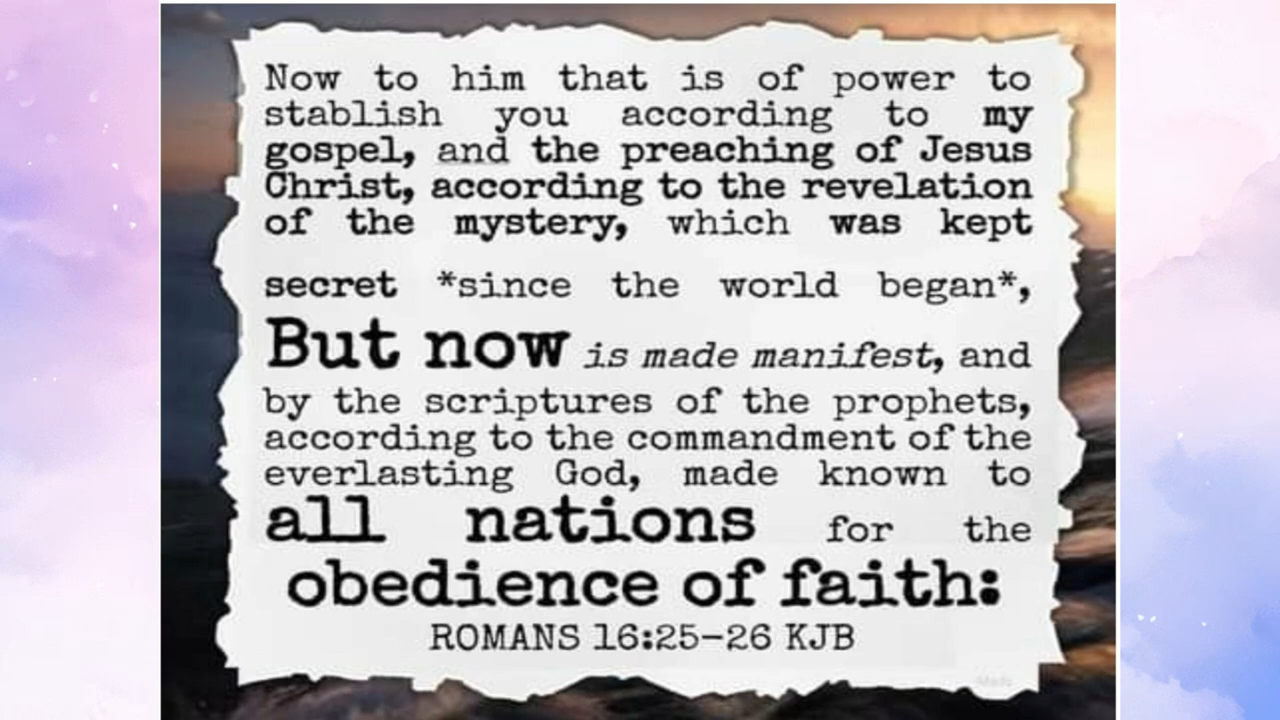 Now to him that is of power to
stablish you according to my
gospel, and the preaching of Jesus
Christ, according to the revelation
of the mystery, which was kept
secret *since the world began*,
But now is made manifest, and
by the scriptures of the prophets,
according to the commandment of the
everlasting God, made known to
all nations for the
obedience of faith:
ROMANS 16:25-26 KJB